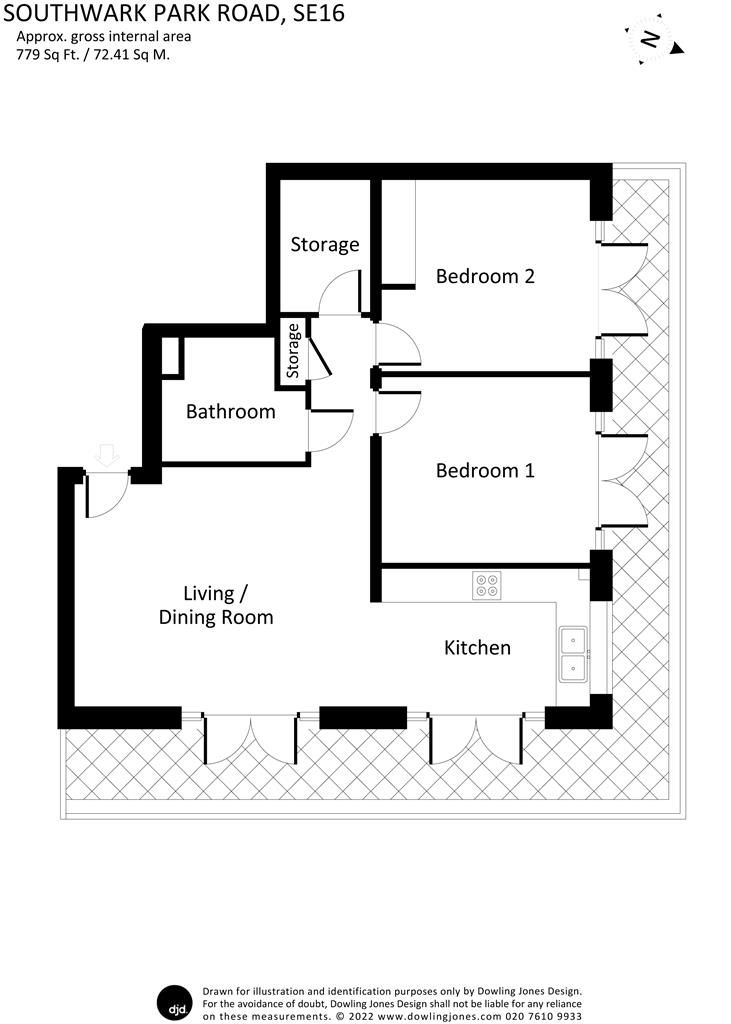 SOUTHWARK PARK ROAD, SE16
Approx. gross internal area
779 Sq Ft. / 72.41 Sq M.
N
Storage
Bedroom 2
Storage
Bathroom
Bedroom 1
Living /
Dining Room
Kitchen
djd.
Drawn for illustration and identification purposes only by Dowling Jones Design.
For the avoidance of doubt, Dowling Jones Design shall not be liable for any reliance
on these measurements. © 2022 www.dowlingjones.com 020 7610 9933